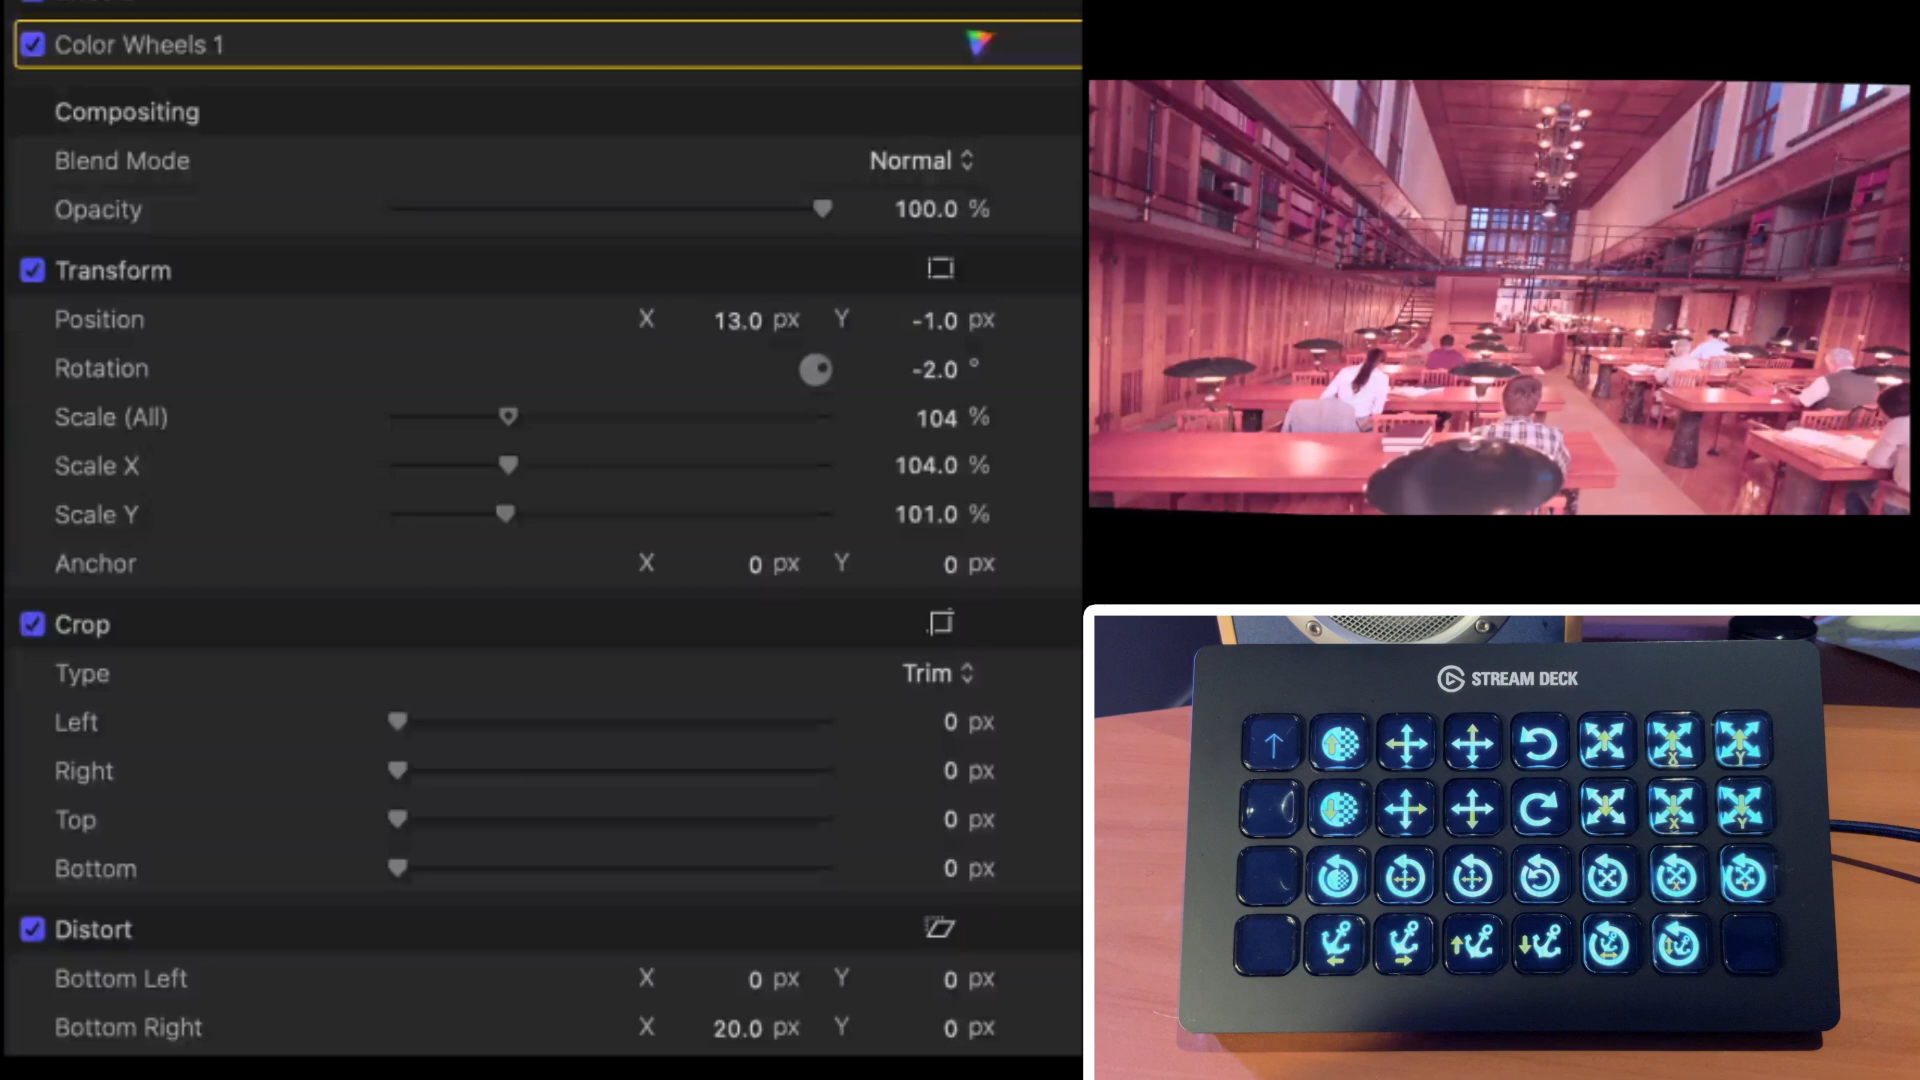 Color Wheels 1
Compositing
Blend Mode Normal
Opacity 100.0 %
Transform
Position X 13.0 px Y -1.0 px
Rotation -2.0 °
Scale (All) 104 %
Scale X 104.0 %
Scale Y 101.0 %
Anchor X 0 px Y 0 px
Crop
Type Trim
Left 0 px
Right 0 px
Top 0 px
Bottom 0 px
Distort
Bottom Left X 0 px Y 0 px
Bottom Right X 20.0 px Y 0 px
STREAM DECK
X Y
X Y
X Y